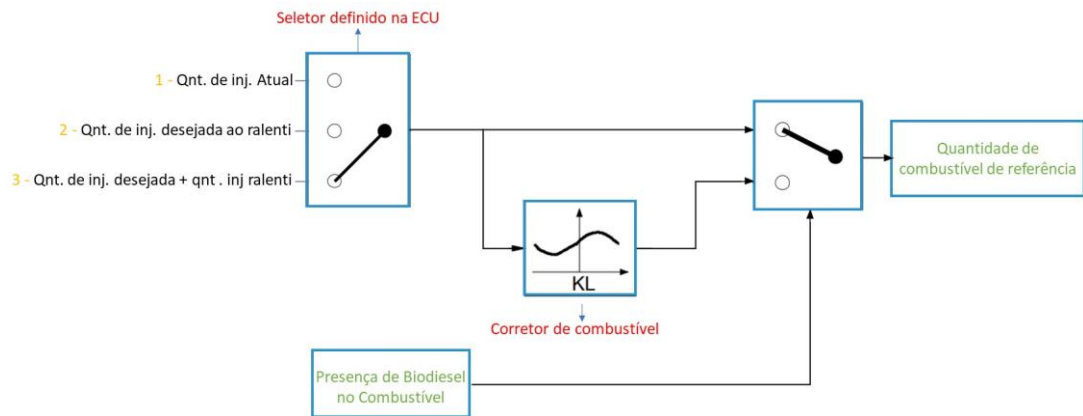 Seletor definido na ECU
1 - Qnt. de inj. Atual
2 - Qnt. de inj. desejada ao ralenti
3 - Qnt. de inj. desejada + qnt . inj ralenti
Quantidade de
combustível de referência
KL
Corretor de combustível
Presença de Biodiesel
no Combustível